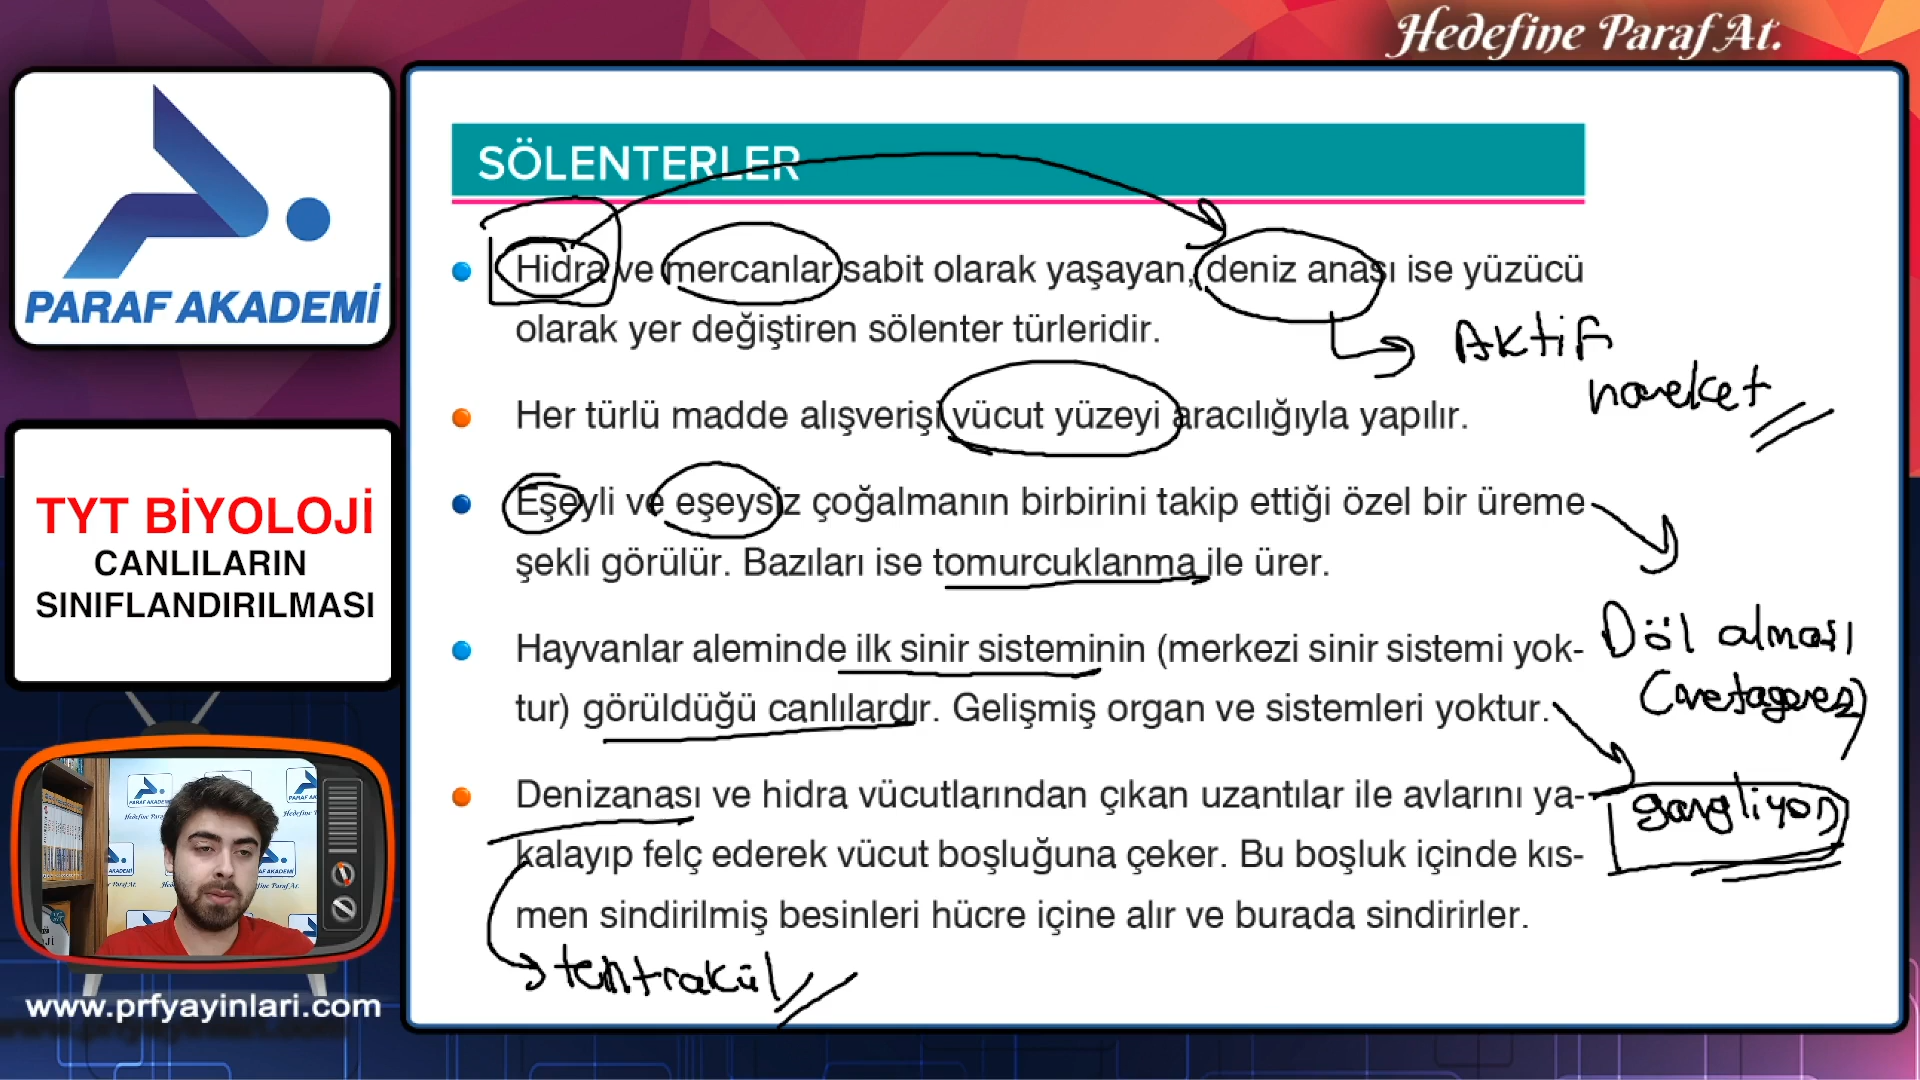 Hedefine Paraf At.
PARAF AKADEMİ
TYT BİYOLOJİ
CANLILARIN
SINIFLANDIRILMASI
www.prfyayinlari.com
SÖLENTERLER
Hidra ve mercanlar sabit olarak yaşayan, deniz anası ise yüzücü
olarak yer değiştiren sölenter türleridir.
Aktif
hareket
Her türlü madde alışverişi vücut yüzeyi aracılığıyla yapılır.
Eşeyli ve eşeysiz çoğalmanın birbirini takip ettiği özel bir üreme
şekli görülür. Bazıları ise tomurcuklanma ile ürer.
Döl alması
Hayvanlar aleminde ilk sinir sisteminin (merkezi sinir sistemi yok-
tur) görüldüğü canlılardır. Gelişmiş organ ve sistemleri yoktur.
gangliyon
Denizanası ve hidra vücutlarından çıkan uzantılar ile avlarını ya-
kalayıp felç ederek vücut boşluğuna çeker. Bu boşluk içinde kıs-
men sindirilmiş besinleri hücre içine alır ve burada sindirirler.